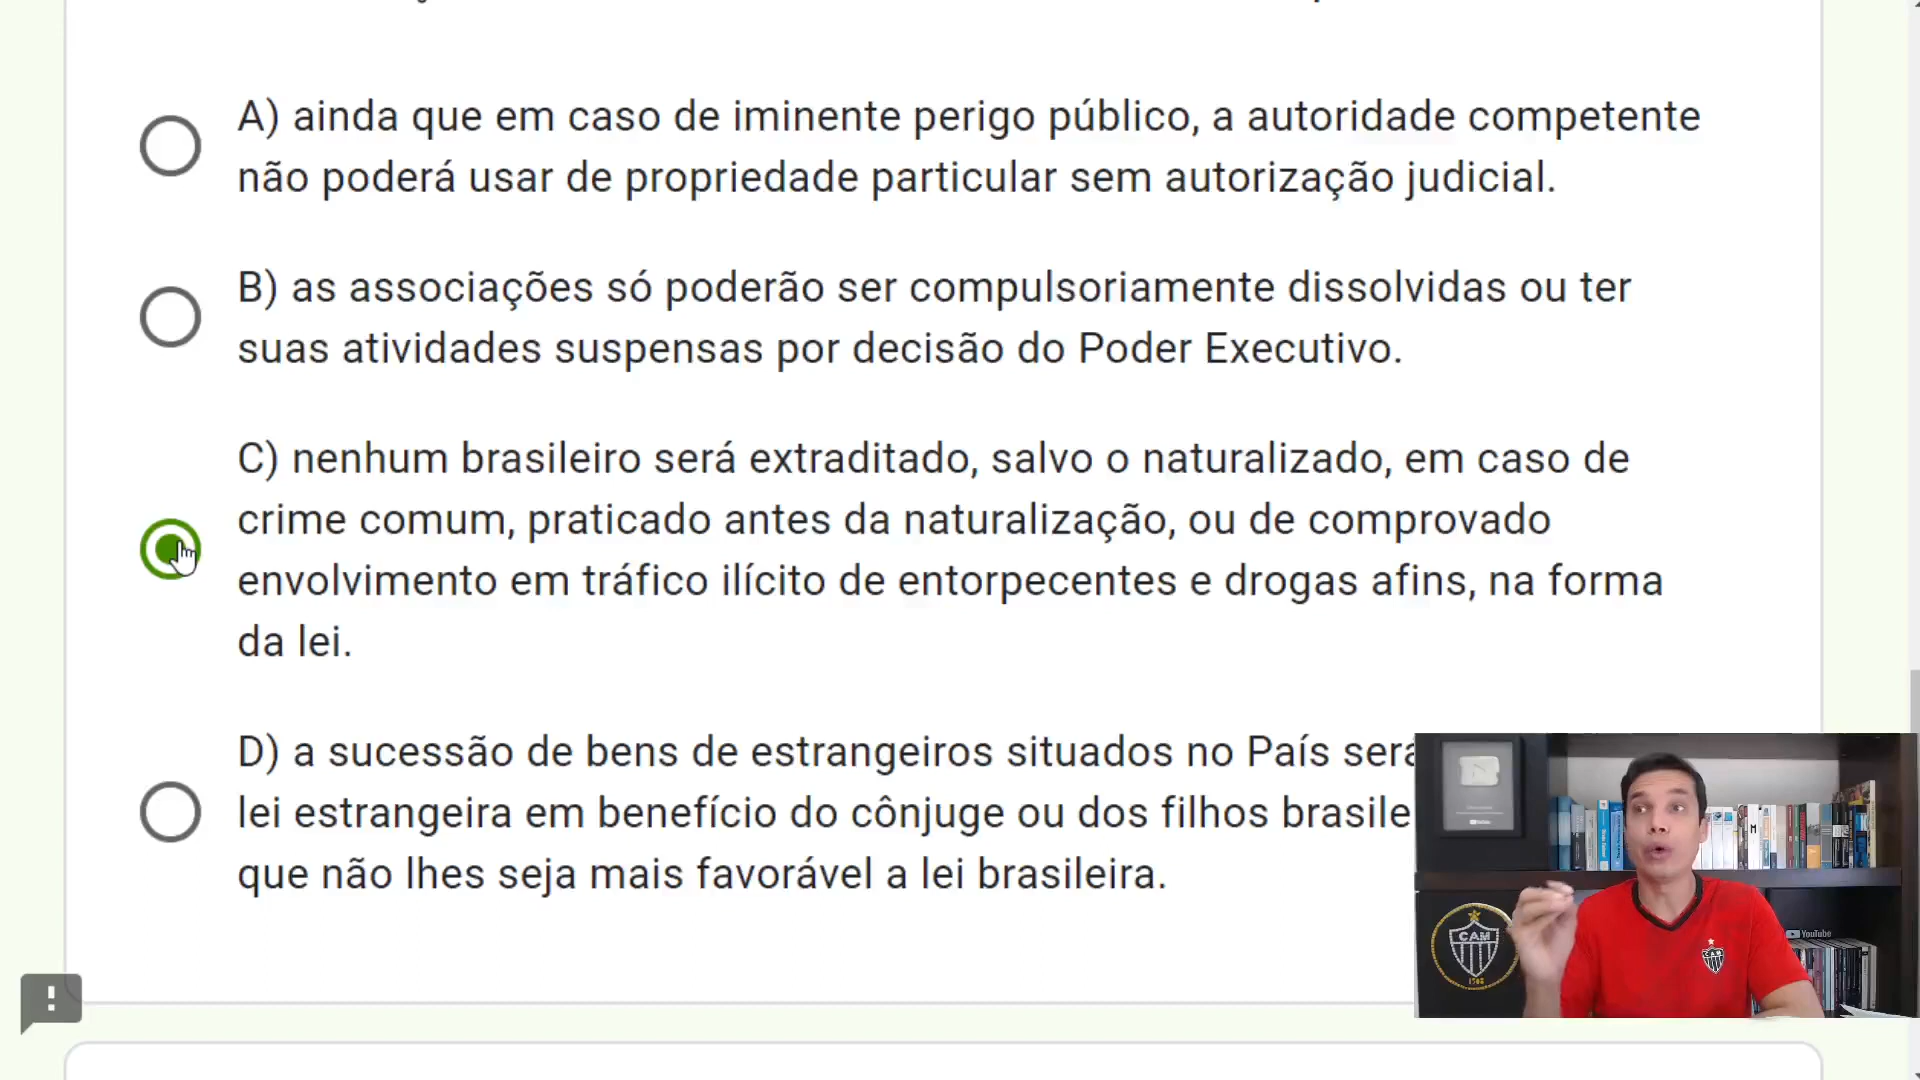 A) ainda que em caso de iminente perigo público, a autoridade competente
não poderá usar de propriedade particular sem autorização judicial.
B) as associações só poderão ser compulsoriamente dissolvidas ou ter
suas atividades suspensas por decisão do Poder Executivo.
C) nenhum brasileiro será extraditado, salvo o naturalizado, em caso de
crime comum, praticado antes da naturalização, ou de comprovado
envolvimento em tráfico ilícito de entorpecentes e drogas afins, na forma
da lei.
D) a sucessão de bens de estrangeiros situados no País será
lei estrangeira em benefício do cônjuge ou dos filhos brasile
que não lhes seja mais favorável a lei brasileira.
CAM
1908
CAM
YouTube